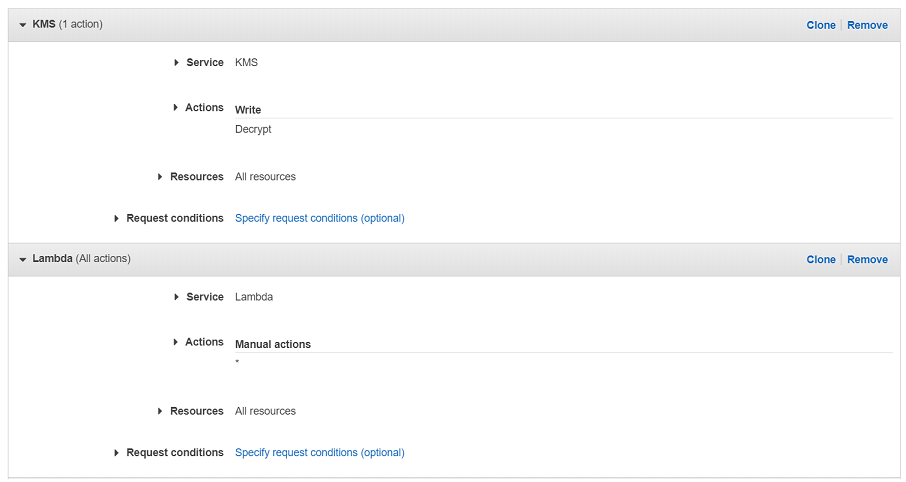 KMS (1 action) Clone Remove
Service KMS
Actions Write
Decrypt
Resources All resources
Request conditions Specify request conditions (optional)
Lambda (All actions) Clone Remove
Service Lambda
Actions Manual actions
*
Resources All resources
Request conditions Specify request conditions (optional)